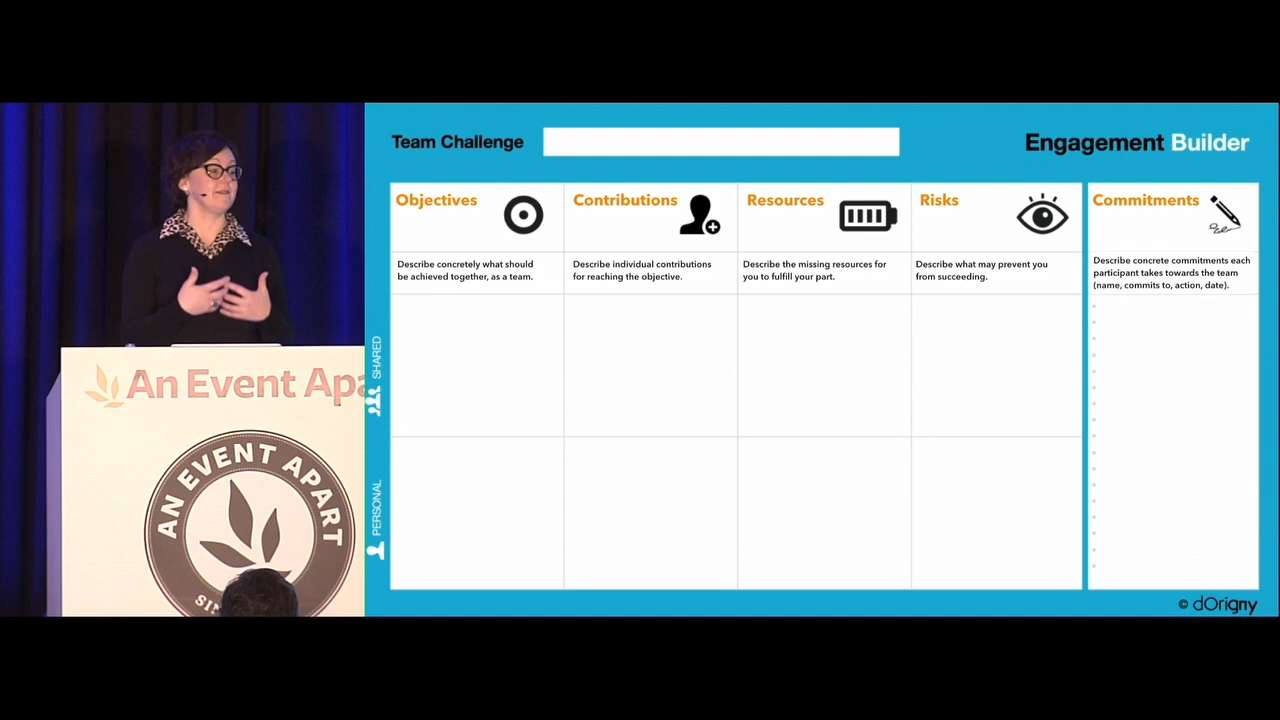 Team Challenge
Engagement Builder
Objectives
Contributions
Resources
Risks
Commitments
Describe concretely what should
be achieved together, as a team.
Describe individual contributions
for reaching the objective.
Describe the missing resources for
you to fulfill your part.
Describe what may prevent you
from succeeding.
Describe concrete commitments each
participant takes towards the team
(name, commits to, action, date).
SHARED
PERSONAL
© dOrigny
An Event Apa
AN EVENT APART